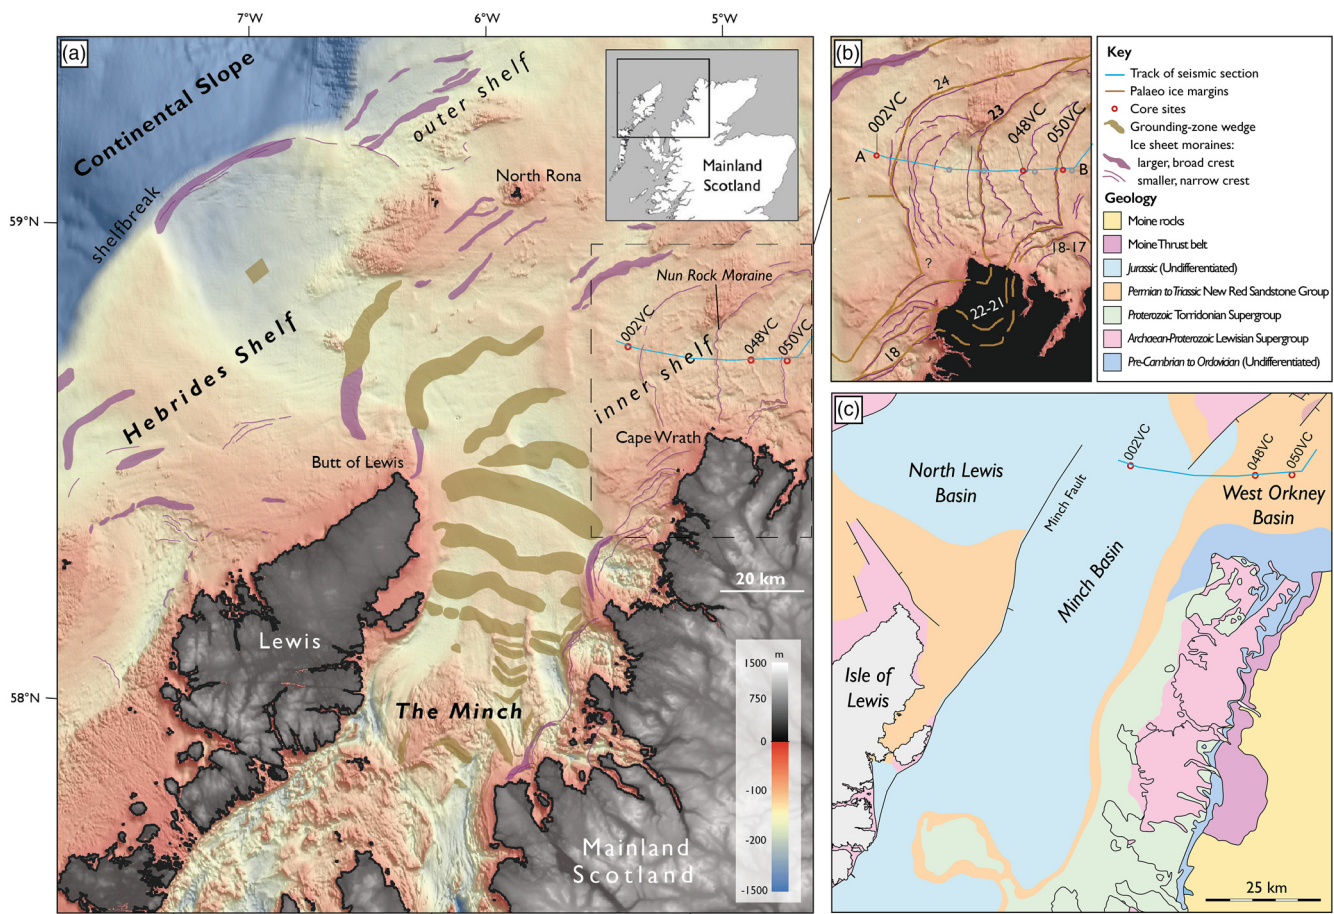 7°W
6°W
5°W
(a)
Continental Slope
outer shelf
shelfbreak
59°N
North Rona
Mainland
Scotland
Nun Rock Moraine
002VC
048VC
050VC
inner shelf
Hebrides Shelf
Cape Wrath
Butt of Lewis
20 km
Lewis
58°N
The Minch
Mainland
Scotland
m
1500
750
0
-100
-200
-1500
(b)
24
002VC
23
048VC
050VC
A
B
18-17
?
22-21
18
Key
Track of seismic section
Palaeo ice margins
Core sites
Grounding-zone wedge
Ice sheet moraines:
larger, broad crest
smaller, narrow crest
Geology
Moine rocks
Moine Thrust belt
Jurassic (Undifferentiated)
Permian to Triassic New Red Sandstone Group
Proterozoic Torridonian Supergroup
Archaean-Proterozoic Lewisian Supergroup
Pre-Cambrian to Ordovician (Undifferentiated)
(c)
002VC
048VC
050VC
North Lewis
Basin
Minch Fault
West Orkney
Basin
Minch Basin
Isle of
Lewis
25 km